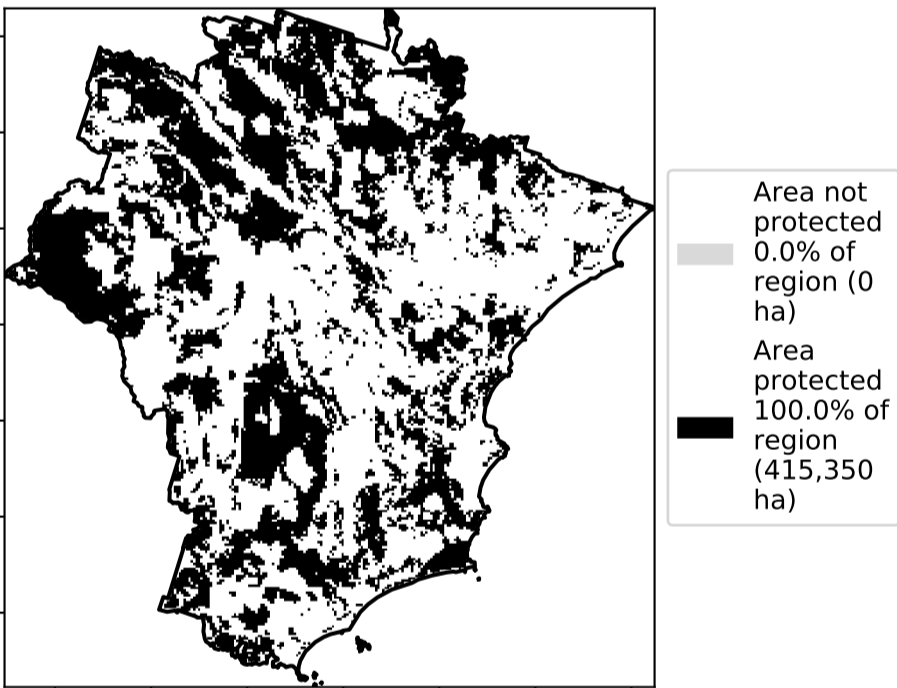 Area not
protected
0.0% of
region (0
ha)
Area
protected
100.0% of
region
(415,350
ha)